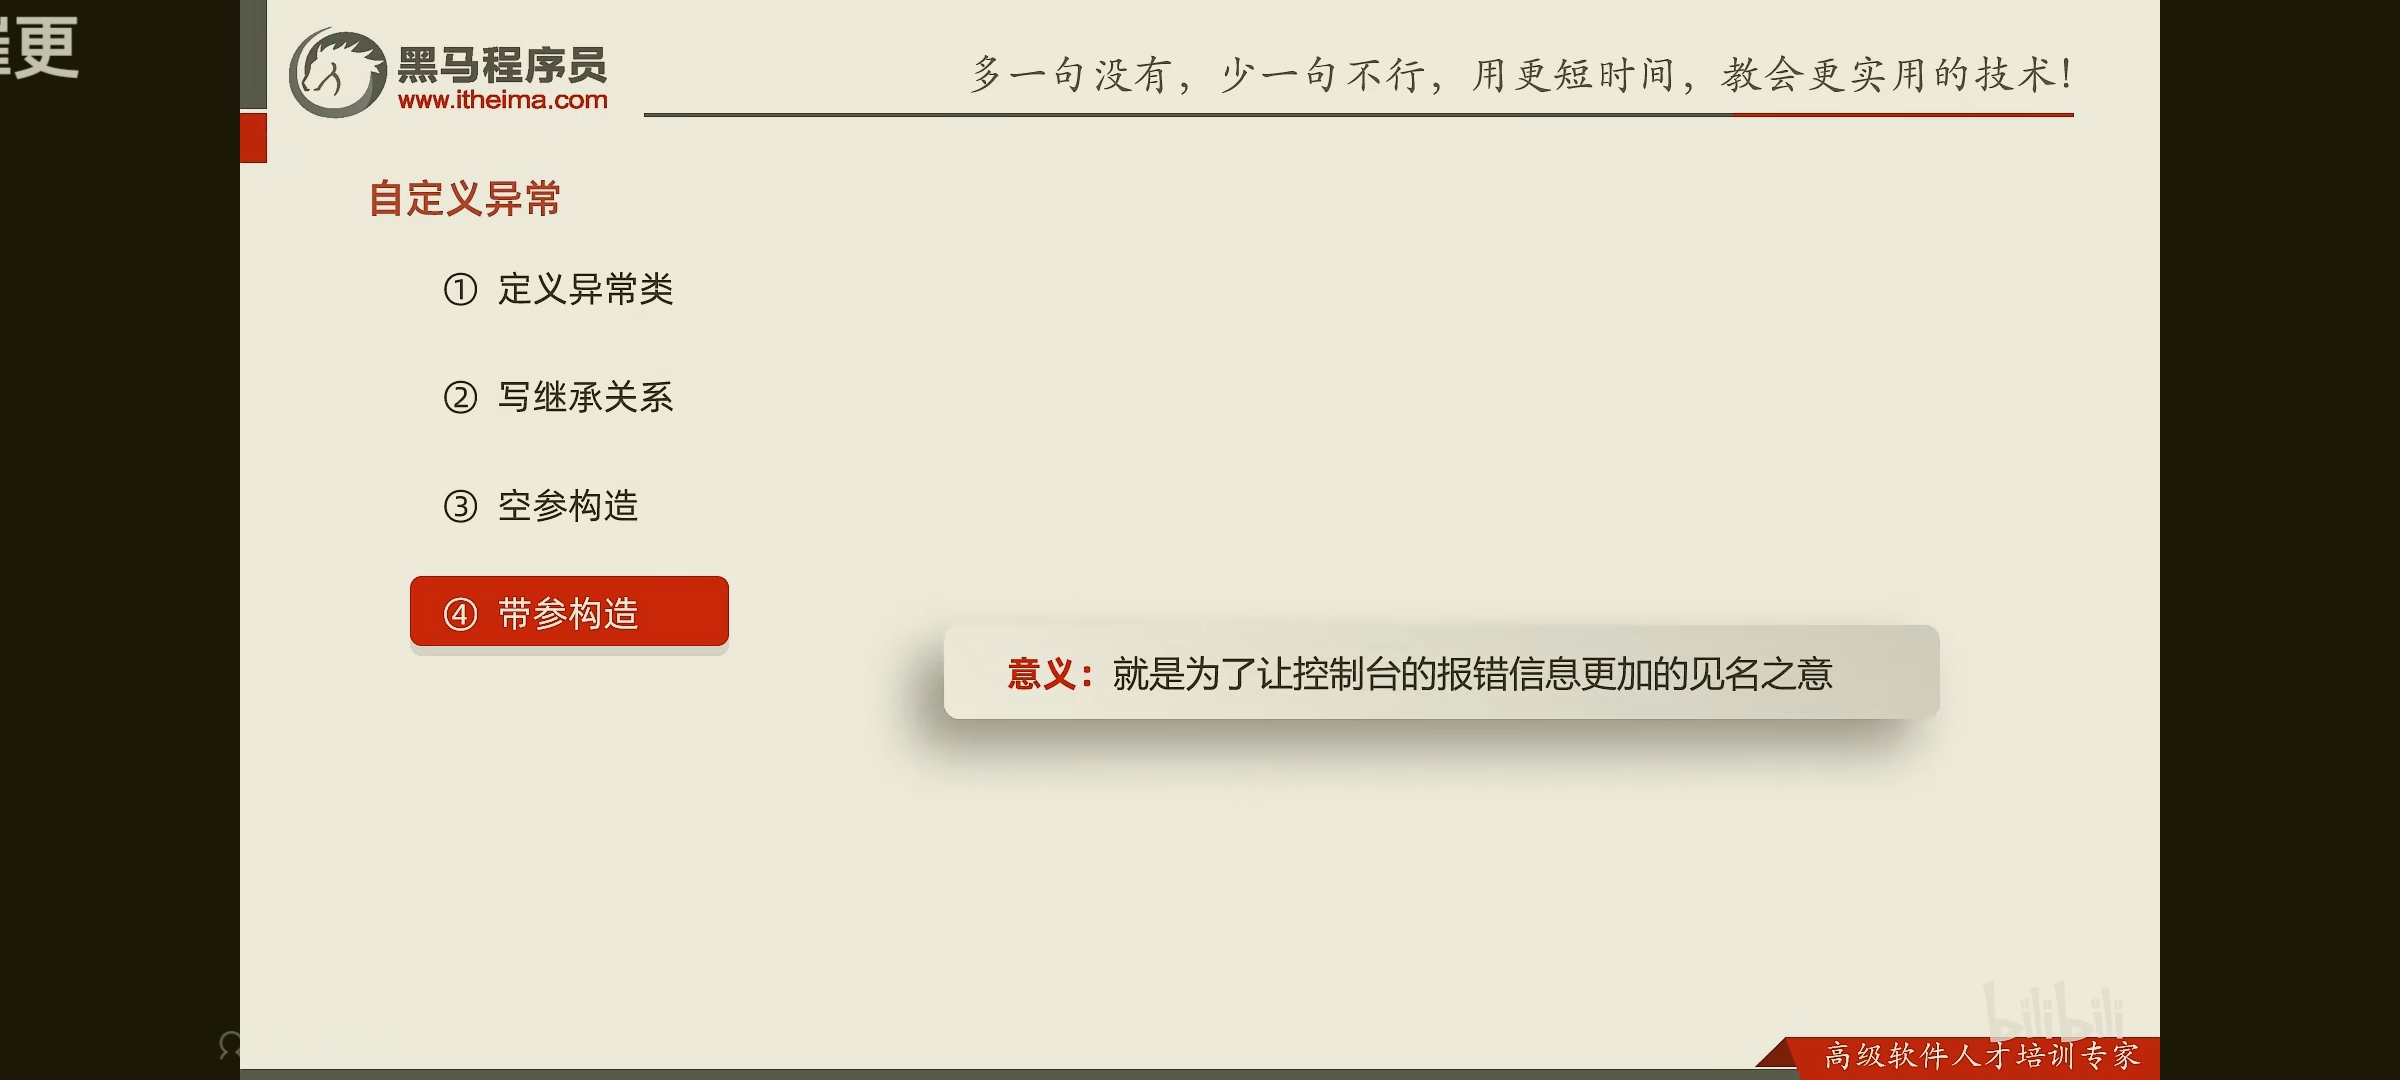 更
黑马程序员
www.itheima.com
多一句没有，少一句不行，用更短时间，教会更实用的技术！
自定义异常
① 定义异常类
② 写继承关系
③ 空参构造
④ 带参构造
意义：就是为了让控制台的报错信息更加的见名之意
bilibili
高级软件人才培训专家